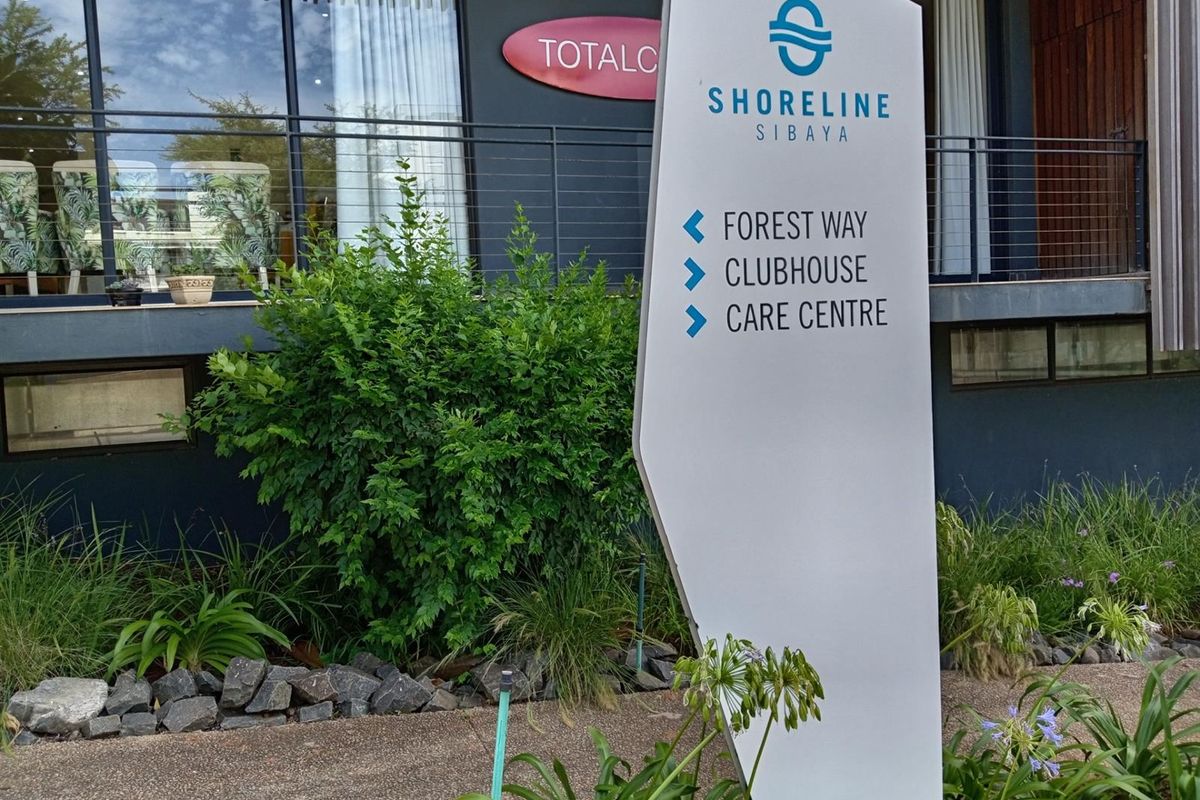 TOTALC
SHORELINE
SIBAYA
FOREST WAY
CLUBHOUSE
CARE CENTRE